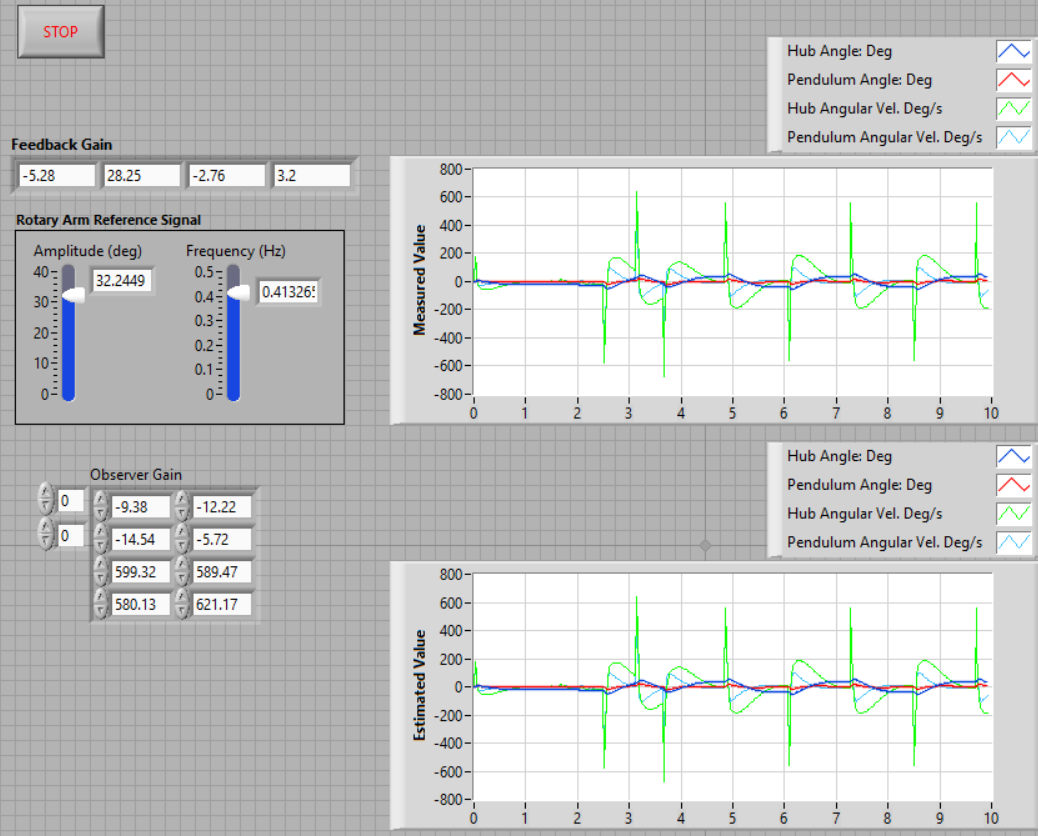 STOP
Hub Angle: Deg
Pendulum Angle: Deg
Hub Angular Vel. Deg/s
Pendulum Angular Vel. Deg/s
Feedback Gain
-5.28 28.25 -2.76 3.2
Rotary Arm Reference Signal
Amplitude (deg) Frequency (Hz)
40 30 20 10 0
32.2449
0.5 0.4 0.3 0.2 0.1 0
0.41326
Measured Value
800
600
400
200
0
-200
-400
-600
-800
0 1 2 3 4 5 6 7 8 9 10
Observer Gain
0
0
-9.38 -12.22
-14.54 -5.72
599.32 589.47
580.13 621.17
Hub Angle: Deg
Pendulum Angle: Deg
Hub Angular Vel. Deg/s
Pendulum Angular Vel. Deg/s
Estimated Value
800
600
400
200
0
-200
-400
-600
-800
0 1 2 3 4 5 6 7 8 9 10